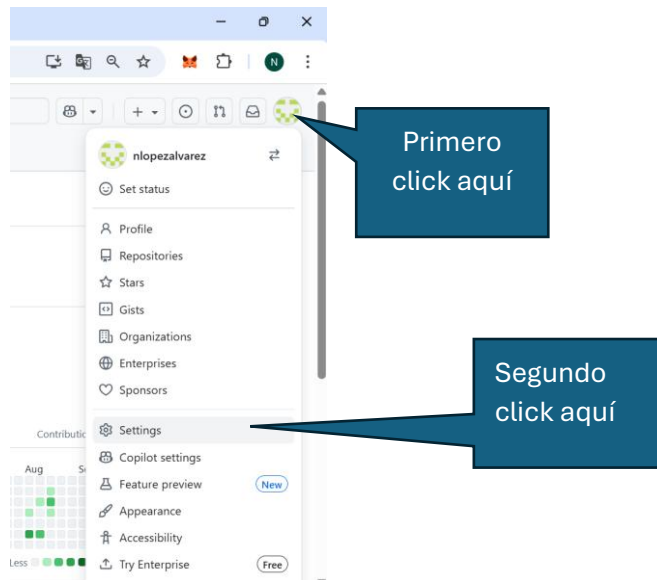 N
Primero
click aquí
nlopezalvarez
Set status
Profile
Repositories
Stars
Gists
Organizations
Enterprises
Sponsors
Segundo
click aquí
Settings
Contributic
Copilot settings
Aug
Feature preview New
Appearance
Accessibility
Less
Try Enterprise Free